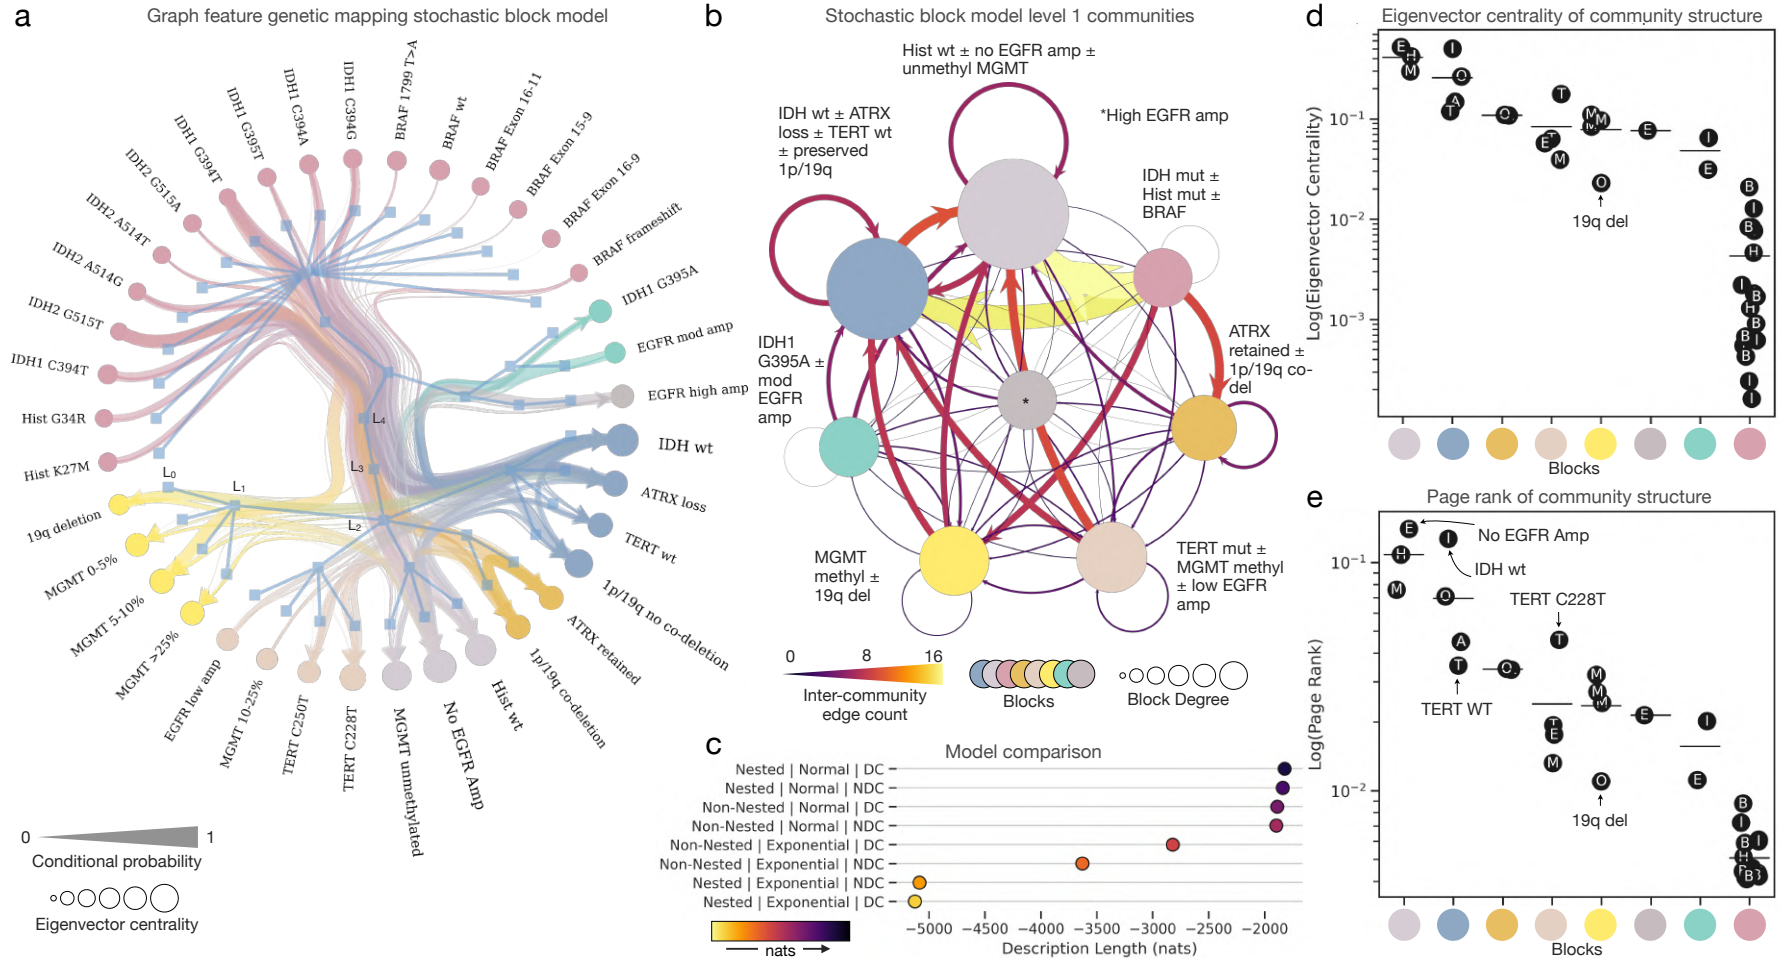 a
Graph feature genetic mapping stochastic block model
IDH1 C394G
BRAF 1799 T>A
BRAF wt
BRAF Exon 16-11
BRAF Exon 15-9
BRAF Exon 16-9
BRAF frameshift
IDH1 C394A
IDH1 G395T
IDH1 G394T
IDH2 G515A
IDH2 A514T
IDH2 A514G
IDH2 G515T
IDH1 C394T
Hist G34R
Hist K27M
IDH1 G395A
EGFR mod amp
EGFR high amp
IDH wt
ATRX loss
TERT wt
1p/19q no co-deletion
ATRX retained
1p/19q co-deletion
Hist wt
No EGFR Amp
MGMT unmethylated
TERT C228T
TERT C250T
MGMT 10-25%
EGFR low amp
MGMT >25%
MGMT 5-10%
MGMT 0-5%
19q deletion
L0
L1
L2
L3
L4
0
1
Conditional probability
Eigenvector centrality
b
Stochastic block model level 1 communities
Hist wt ± no EGFR amp ±
unmethyl MGMT
IDH wt ± ATRX
loss ± TERT wt
± preserved
1p/19q
*High EGFR amp
IDH mut ±
Hist mut ±
BRAF
ATRX
retained ±
1p/19q co-
del
IDH1
G395A ±
mod
EGFR
amp
*
MGMT
methyl ±
19q del
TERT mut ±
MGMT methyl
± low EGFR
amp
0 8 16
Inter-community
edge count
Blocks
Block Degree
c
Model comparison
Nested | Normal | DC
Nested | Normal | NDC
Non-Nested | Normal | DC
Non-Nested | Normal | NDC
Non-Nested | Exponential | DC
Non-Nested | Exponential | NDC
Nested | Exponential | NDC
Nested | Exponential | DC
−5000 −4500 −4000 −3500 −3000 −2500 −2000
Description Length (nats)
nats
d
Eigenvector centrality of community structure
Log(Eigenvector Centrality)
10−1
10−2
10−3
E
H
M
I
O
A
T
O
T
T
E
M
M
M
M
O
19q del
E
I
E
B
I
B
H
I
B
H
B
B
I
B
I
I
Blocks
e
Page rank of community structure
Log(Page Rank)
10−1
10−2
E
H
M
No EGFR Amp
I
IDH wt
O
A
T
TERT WT
O
TERT C228T
T
T
E
M
M
M
M
O
19q del
E
I
E
B
I
I
B
H
B
B
Blocks